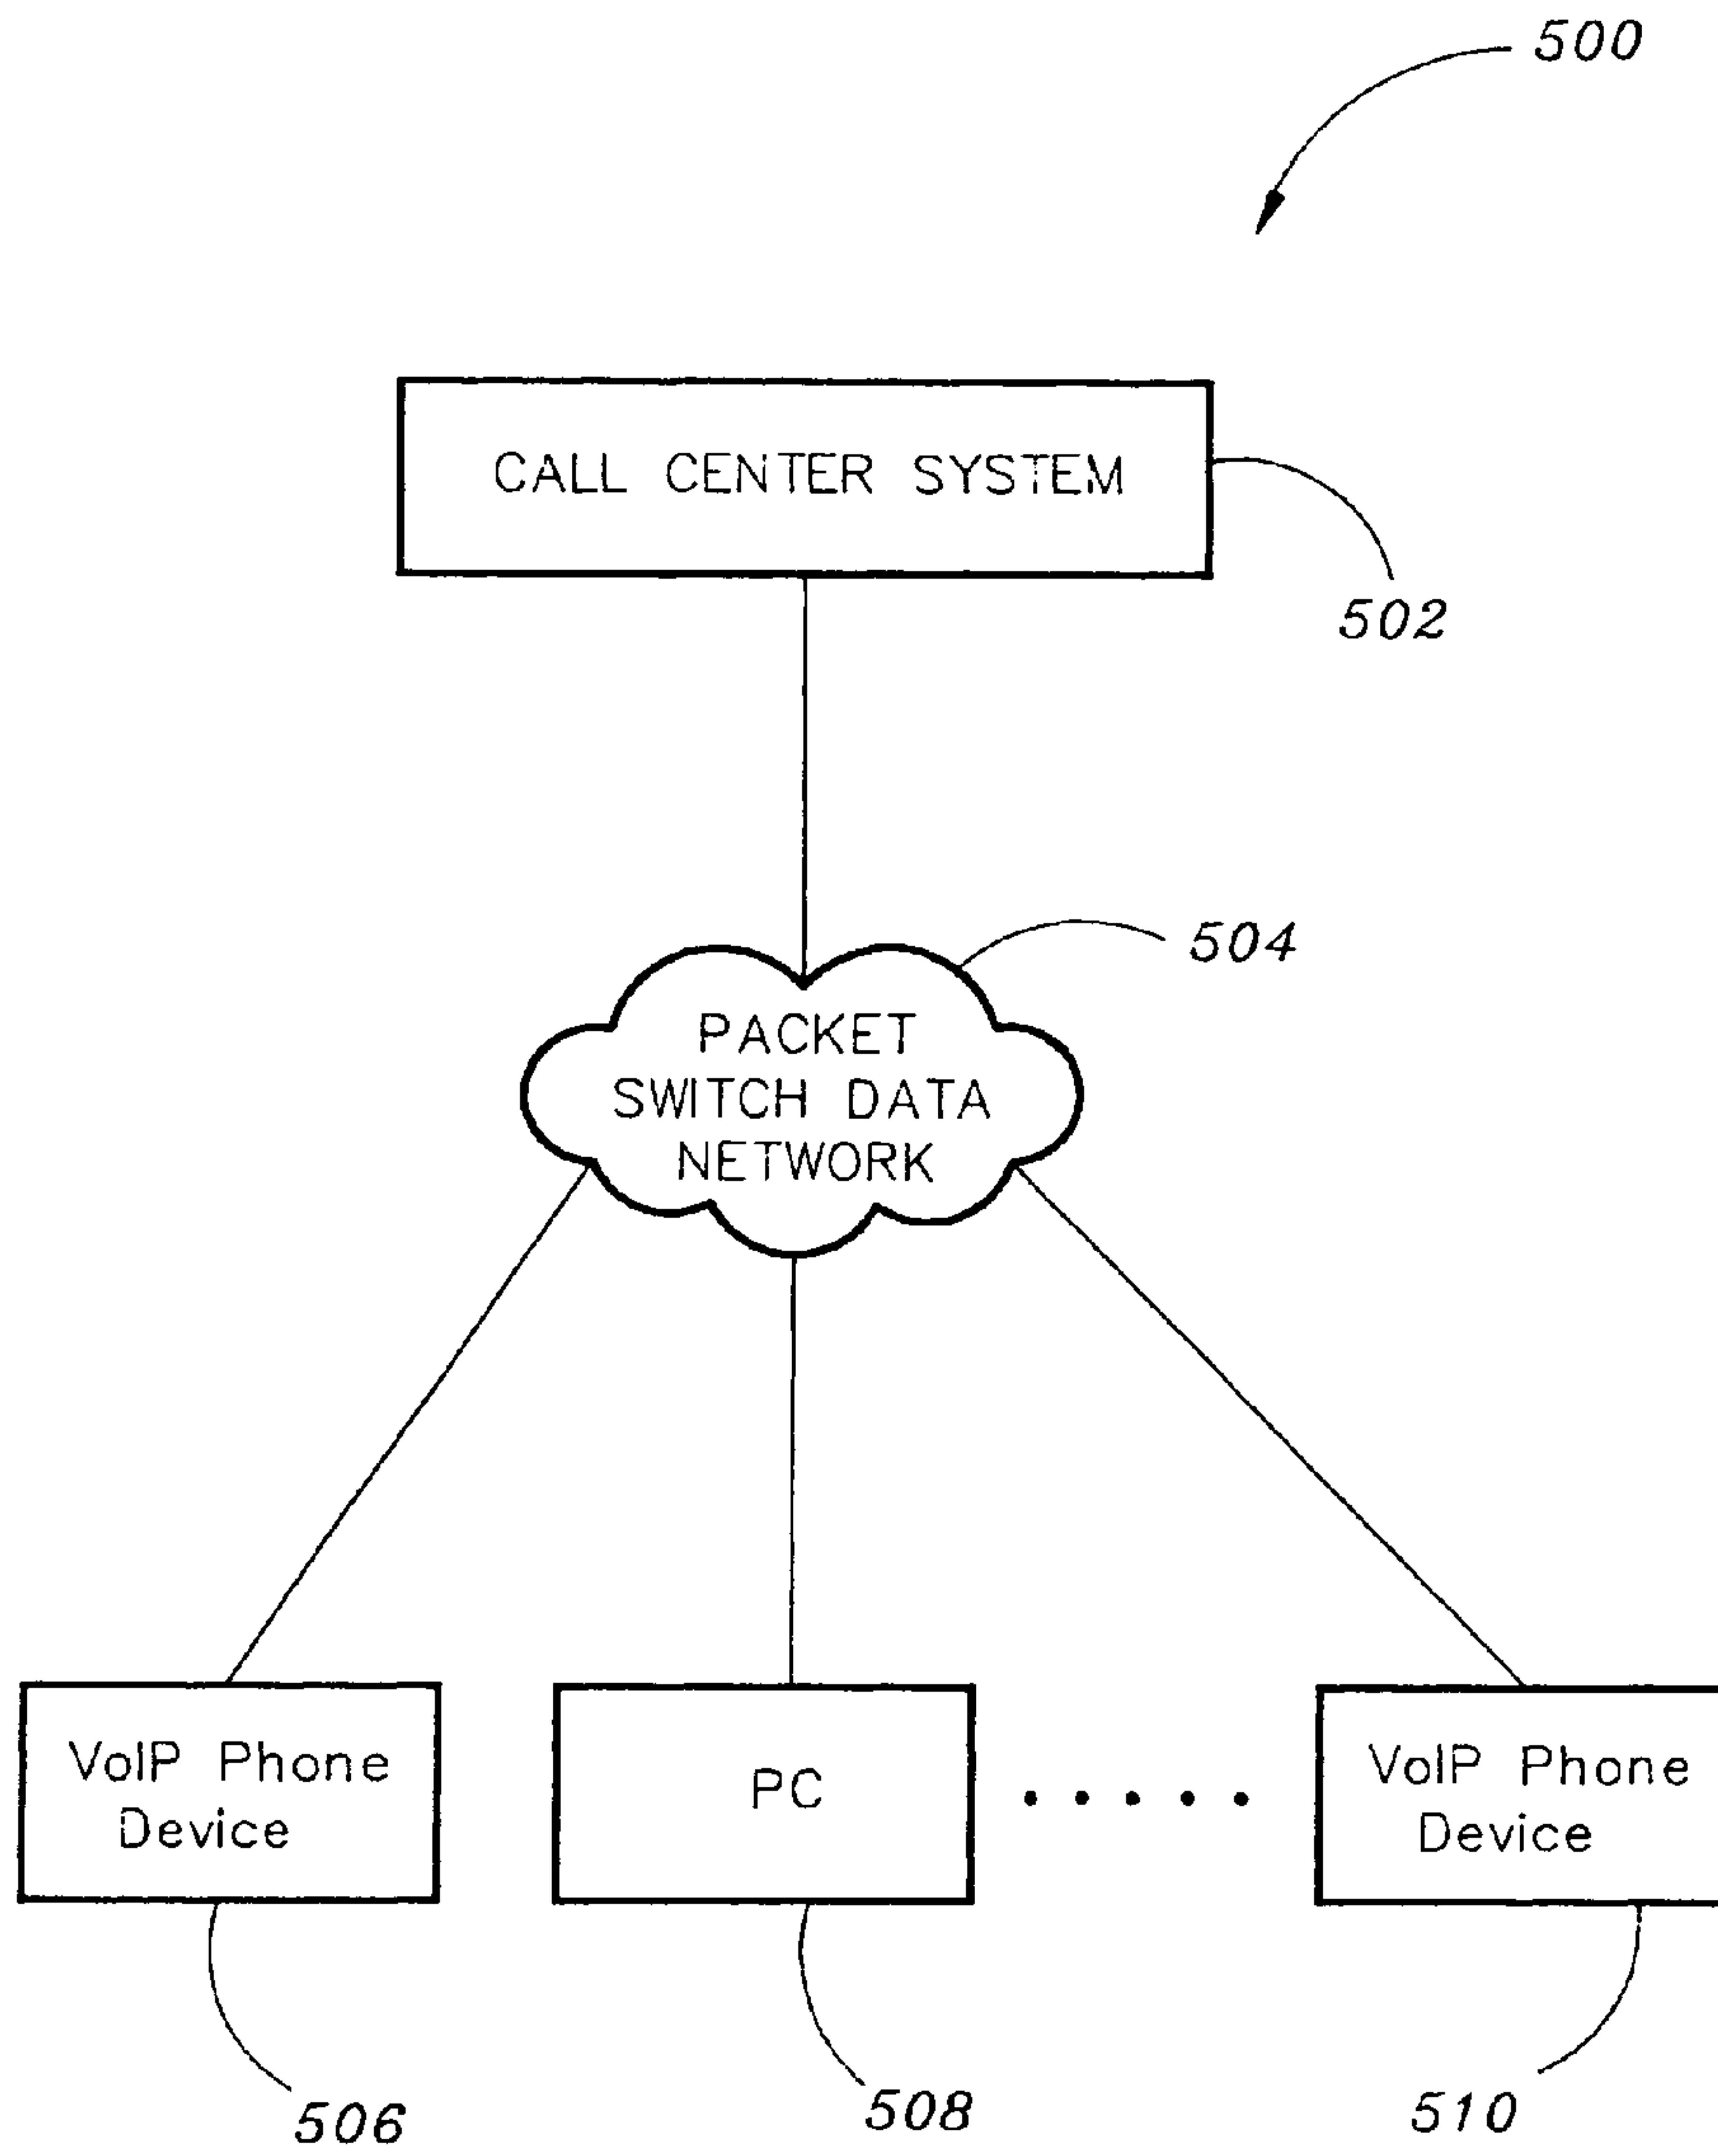 500
CALL CENTER SYSTEM
502
504
PACKET
SWITCH DATA
NETWORK
VoIP Phone
Device
PC
VoIP Phone
Device
506
508
510